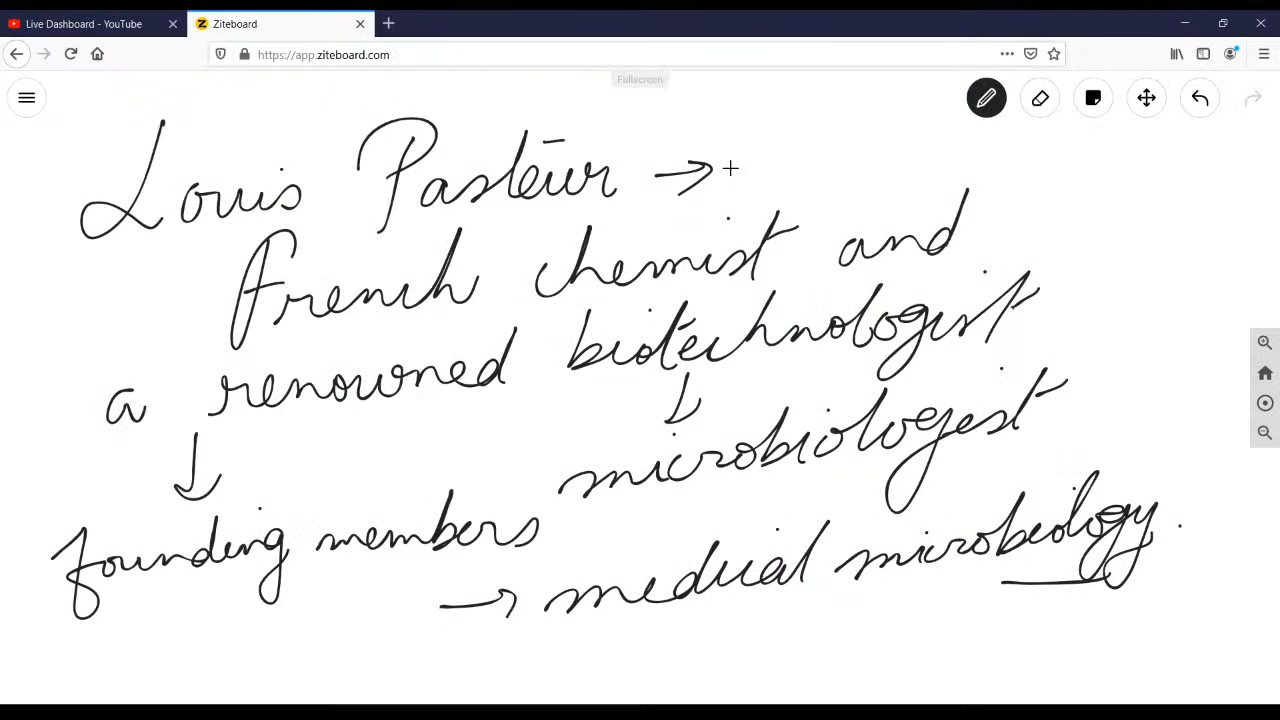 Live Dashboard - YouTube
Ziteboard
https://app.ziteboard.com
Fullscreen
Louis Pasteur →
French chemist and
a renowned biotechnologist
↓ ↓
microbiologist
founding members
→ medical microbiology.